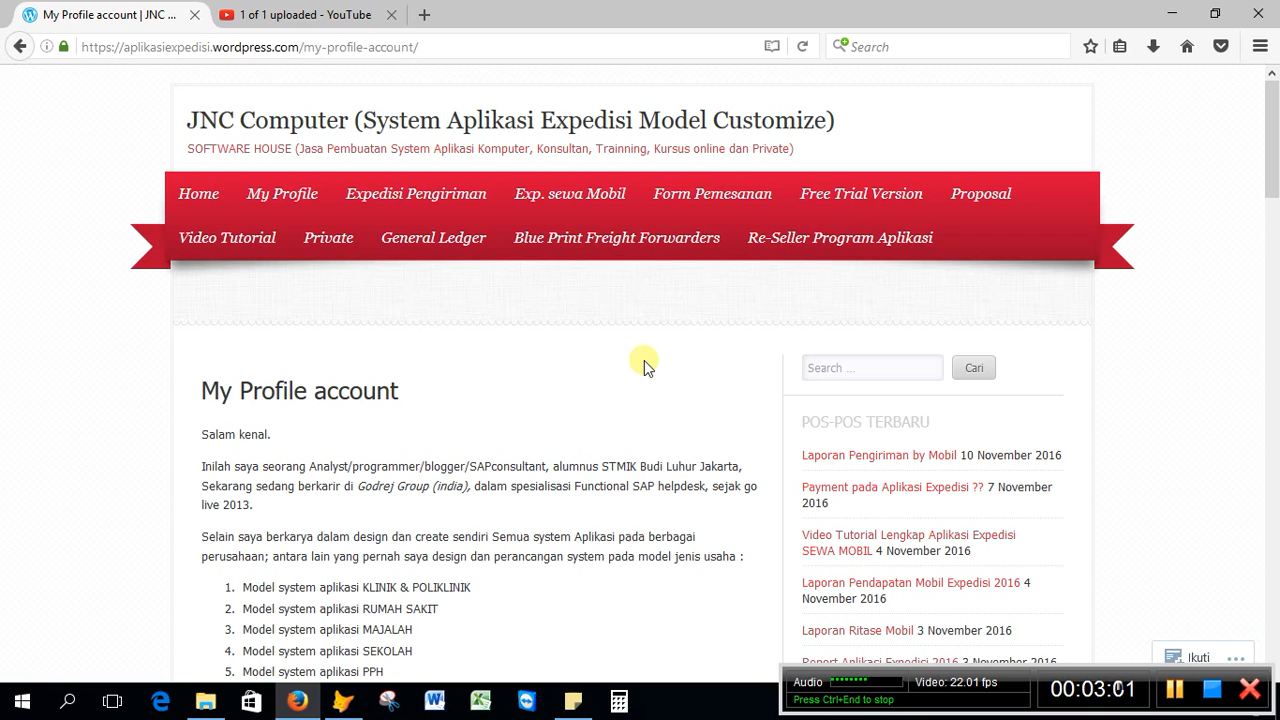 My Profile account | JNC ...
1 of 1 uploaded - YouTube
https://aplikasiexpedisi.wordpress.com/my-profile-account/
Search
JNC Computer (System Aplikasi Expedisi Model Customize)
SOFTWARE HOUSE (Jasa Pembuatan System Aplikasi Komputer, Konsultan, Trainning, Kursus online dan Private)
Home My Profile Expedisi Pengiriman Exp. sewa Mobil Form Pemesanan Free Trial Version Proposal
Video Tutorial Private General Ledger Blue Print Freight Forwarders Re-Seller Program Aplikasi
My Profile account
Salam kenal.
Inilah saya seorang Analyst/programmer/blogger/SAPconsultant, alumnus STMIK Budi Luhur Jakarta,
Sekarang sedang berkarir di Godrej Group (india), dalam spesialisasi Functional SAP helpdesk, sejak go
live 2013.
Selain saya berkarya dalam design dan create sendiri Semua system Aplikasi pada berbagai
perusahaan; antara lain yang pernah saya design dan perancangan system pada model jenis usaha :
1. Model system aplikasi KLINIK & POLIKLINIK
2. Model system aplikasi RUMAH SAKIT
3. Model system aplikasi MAJALAH
4. Model system aplikasi SEKOLAH
5. Model system aplikasi PPH
Search ...
Cari
POS-POS TERBARU
Laporan Pengiriman by Mobil 10 November 2016
Payment pada Aplikasi Expedisi ?? 7 November
2016
Video Tutorial Lengkap Aplikasi Expedisi
SEWA MOBIL 4 November 2016
Laporan Pendapatan Mobil Expedisi 2016 4
November 2016
Laporan Ritase Mobil 3 November 2016
Report Aplikasi Expedisi 2016 3 November 2016
Ikuti
Audio
Video: 22.01 fps
Press Ctrl+End to stop
00:03:01